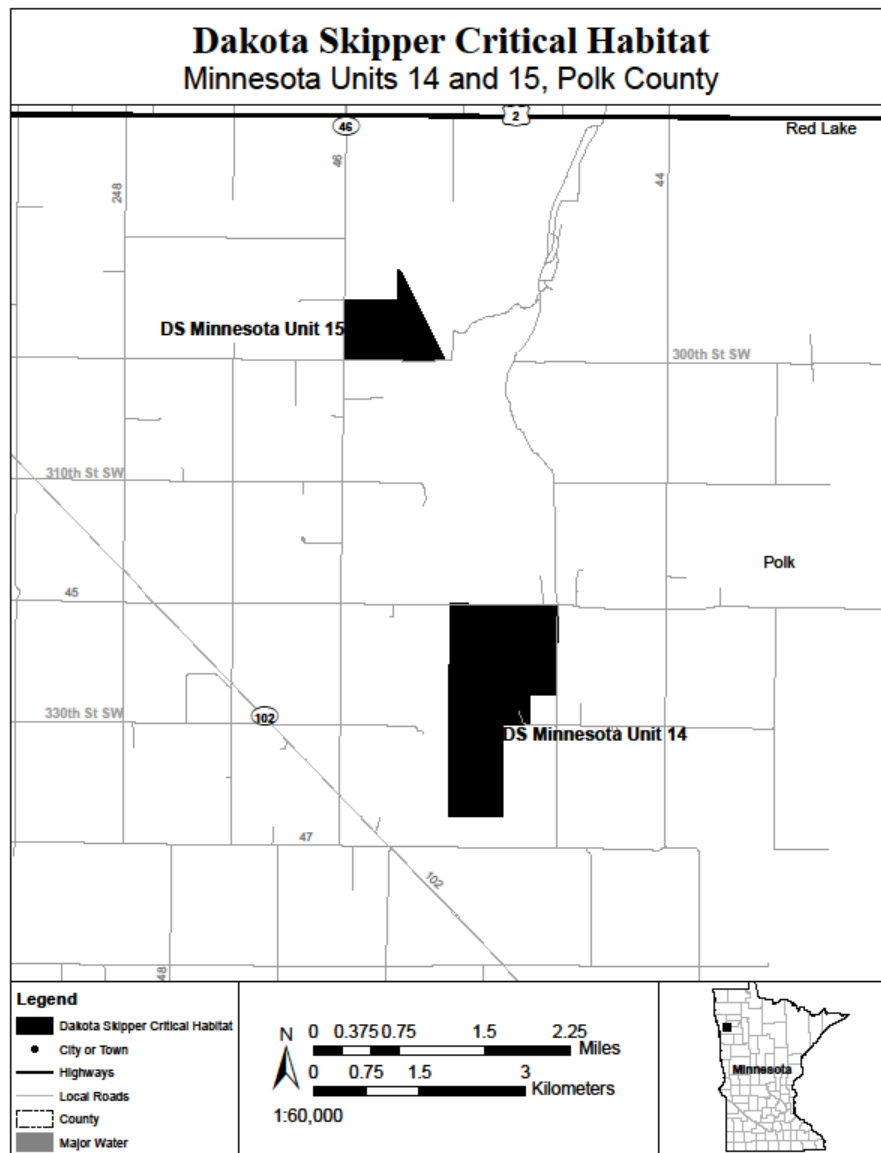 Dakota Skipper Critical Habitat
Minnesota Units 14 and 15, Polk County
2
46
Red Lake
46
44
248
DS Minnesota Unit 15
300th St SW
310th St SW
Polk
45
330th St SW
102
DS Minnesota Unit 14
47
102
48
Legend
Dakota Skipper Critical Habitat
City or Town
Highways
Local Roads
County
Major Water
N
0 0.375 0.75 1.5 2.25
Miles
0 0.75 1.5 3
Kilometers
1:60,000
Minnesota